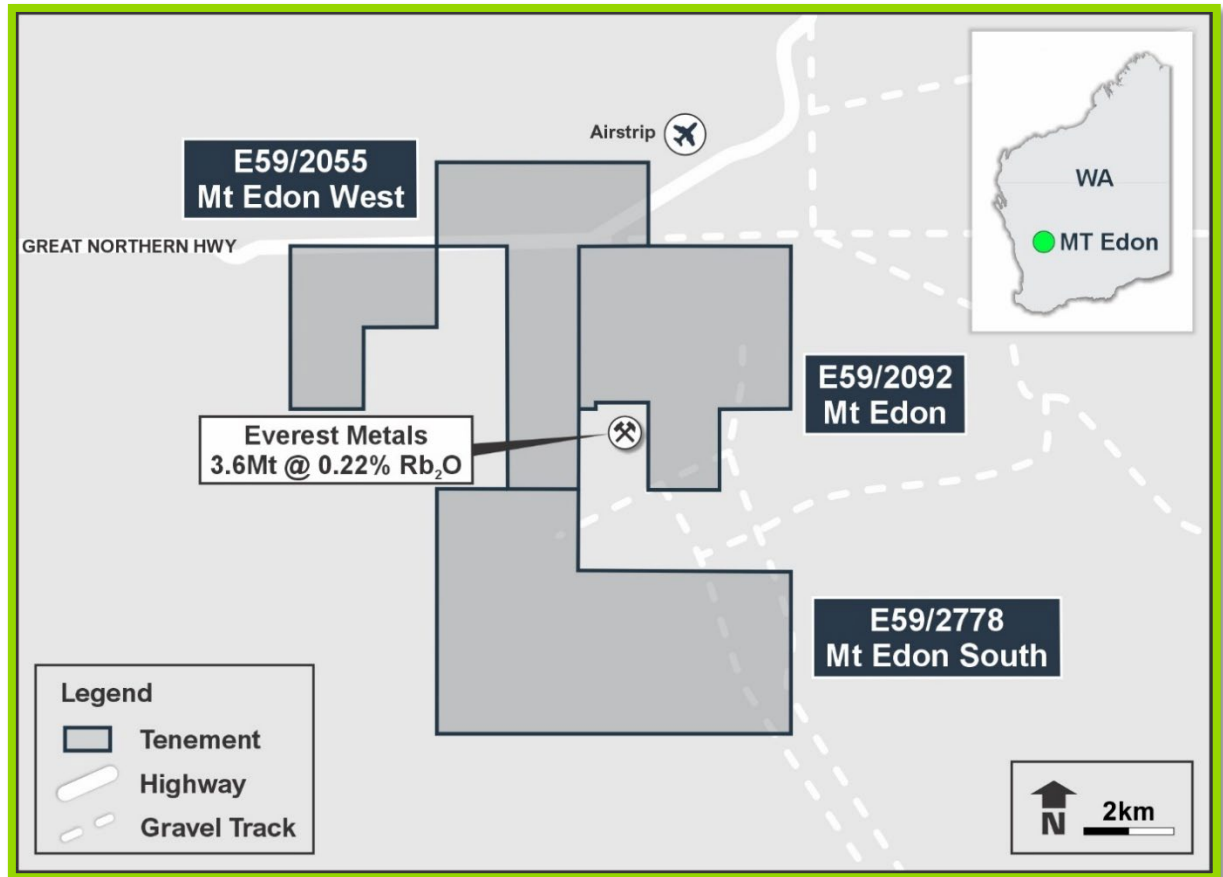 Airstrip
E59/2055
Mt Edon West
GREAT NORTHERN HWY
WA
MT Edon
E59/2092
Mt Edon
Everest Metals
3.6Mt @ 0.22% Rb₂O
E59/2778
Mt Edon South
Legend
Tenement
Highway
Gravel Track
N
2km